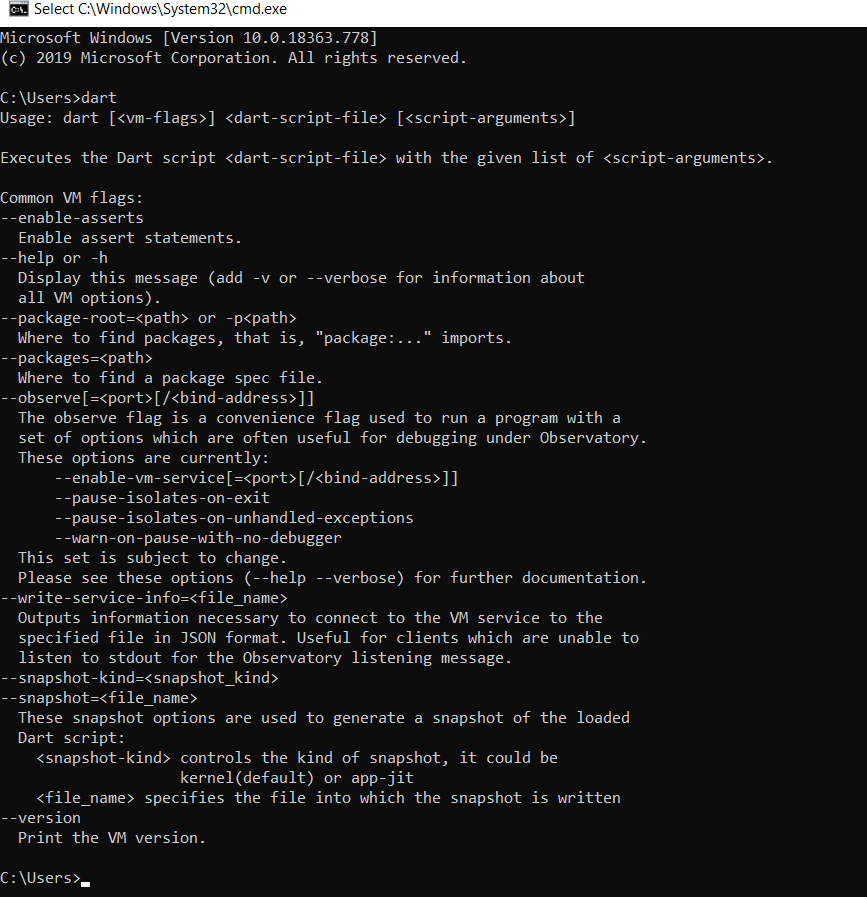 Select C:\Windows\System32\cmd.exe
Microsoft Windows [Version 10.0.18363.778]
(c) 2019 Microsoft Corporation. All rights reserved.

C:\Users>dart
Usage: dart [<vm-flags>] <dart-script-file> [<script-arguments>]

Executes the Dart script <dart-script-file> with the given list of <script-arguments>.

Common VM flags:
--enable-asserts
  Enable assert statements.
--help or -h
  Display this message (add -v or --verbose for information about
  all VM options).
--package-root=<path> or -p<path>
  Where to find packages, that is, "package:..." imports.
--packages=<path>
  Where to find a package spec file.
--observe[=<port>[/<bind-address>]]
  The observe flag is a convenience flag used to run a program with a
  set of options which are often useful for debugging under Observatory.
  These options are currently:
      --enable-vm-service[=<port>[/<bind-address>]]
      --pause-isolates-on-exit
      --pause-isolates-on-unhandled-exceptions
      --warn-on-pause-with-no-debugger
  This set is subject to change.
  Please see these options (--help --verbose) for further documentation.
--write-service-info=<file_name>
  Outputs information necessary to connect to the VM service to the
  specified file in JSON format. Useful for clients which are unable to
  listen to stdout for the Observatory listening message.
--snapshot-kind=<snapshot_kind>
--snapshot=<file_name>
  These snapshot options are used to generate a snapshot of the loaded
  Dart script:
    <snapshot-kind> controls the kind of snapshot, it could be
                    kernel(default) or app-jit
    <file_name> specifies the file into which the snapshot is written
--version
  Print the VM version.

C:\Users>